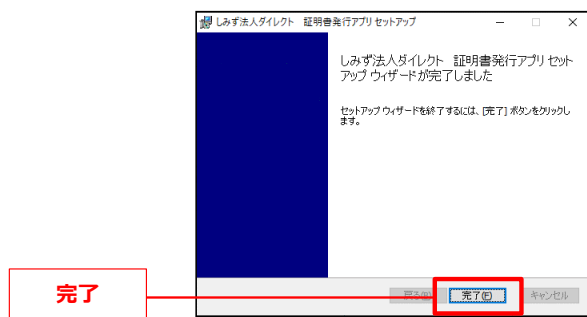 しみず法人ダイレクト 証明書発行アプリ セットアップ
しみず法人ダイレクト 証明書発行アプリ セット
アップ ウィザードが完了しました
セットアップ ウィザードを終了するには、[完了] ボタンをクリックし
ます。
完了
戻る(B) 完了(F) キャンセル